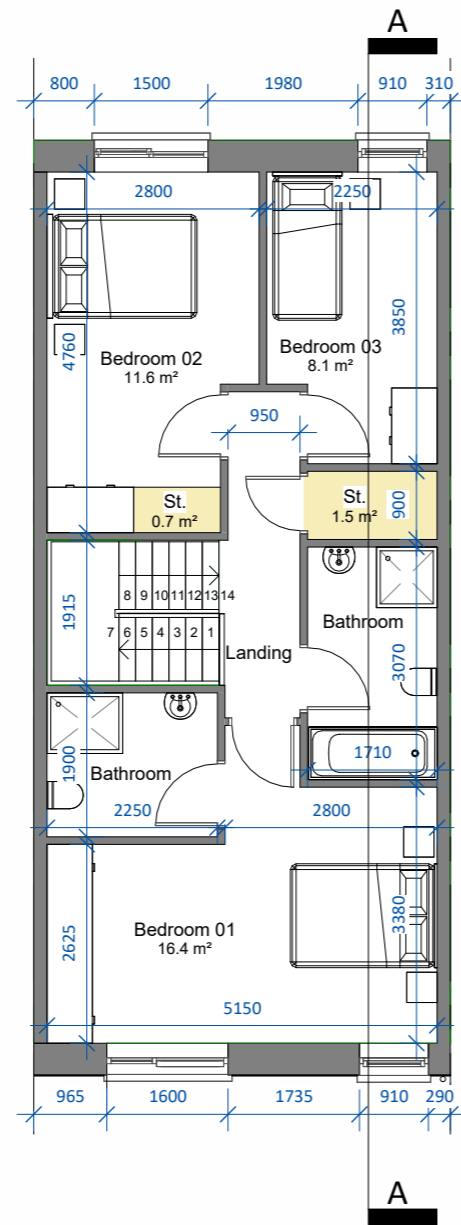 A
800 1500 1980 910 310
2800 2250
4760
3850
Bedroom 02
11.6 m²
Bedroom 03
8.1 m²
950
St.
0.7 m²
St.
1.5 m²
900
1915
8 9 10 11 12 13 14
7 6 5 4 3 2 1
Landing
Bathroom
3070
1900
Bathroom
1710
2250 2800
Bedroom 01
16.4 m²
2625
3380
5150
965 1600 1735 910 290
A